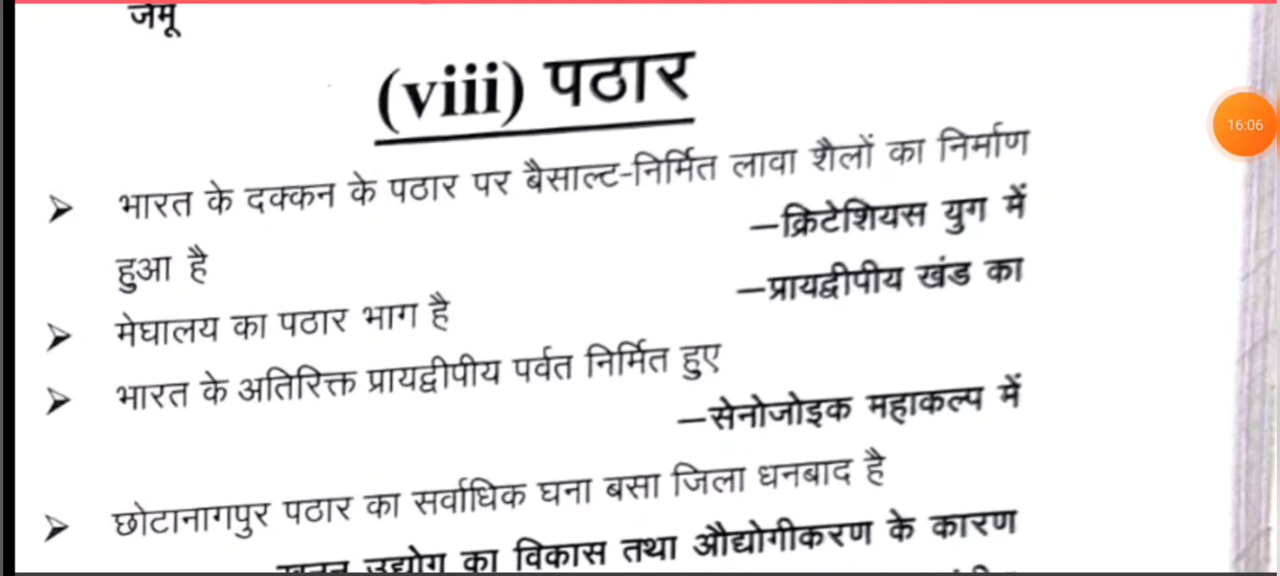 जेमू
(viii) पठार
➢ भारत के दक्कन के पठार पर बैसाल्ट-निर्मित लावा शैलों का निर्माण
हुआ है –क्रिटेशियस युग में
➢ मेघालय का पठार भाग है –प्रायद्वीपीय खंड का
➢ भारत के अतिरिक्त प्रायद्वीपीय पर्वत निर्मित हुए
–सेनोजोइक महाकल्प में
➢ छोटानागपुर पठार का सर्वाधिक घना बसा जिला धनबाद है
उद्योग का विकास तथा औद्योगीकरण के कारण
16:06